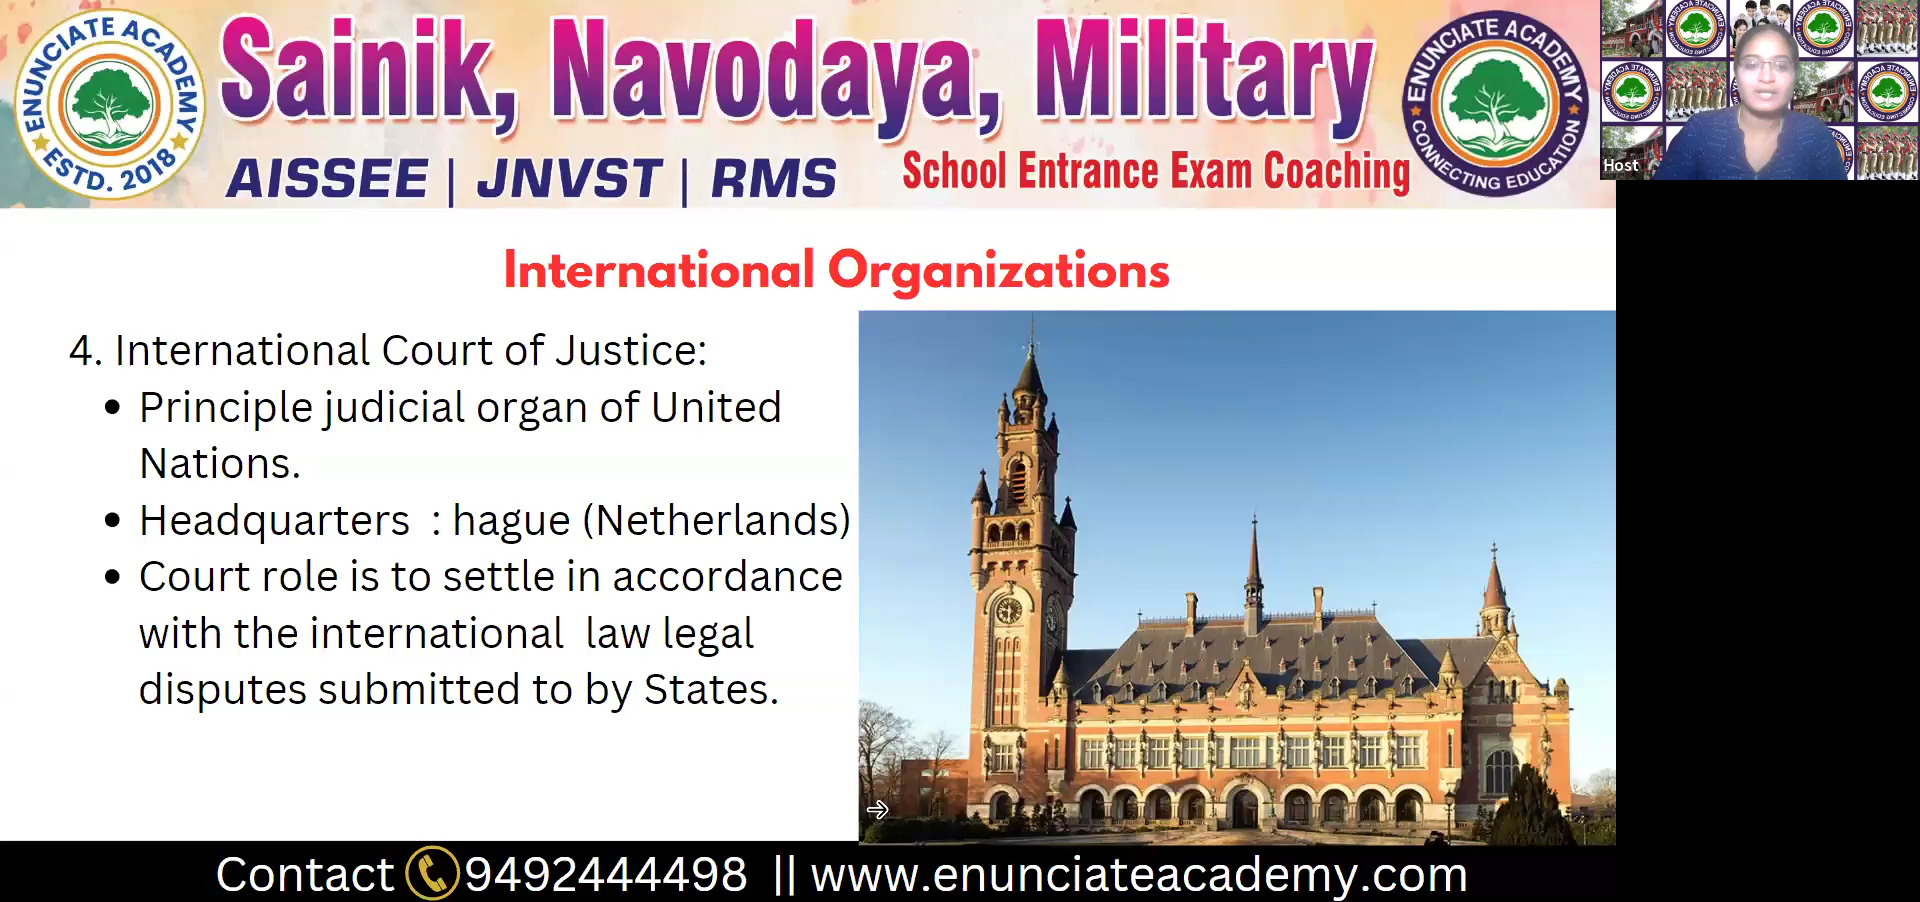 ENUNCIATE ACADEMY
ESTD. 2018
Sainik, Navodaya, Military
AISSEE | JNVST | RMS
School Entrance Exam Coaching
ENUNCIATE ACADEMY
CONNECTING EDUCATION
Host
International Organizations
4. International Court of Justice:
• Principle judicial organ of United
Nations.
• Headquarters : hague (Netherlands)
• Court role is to settle in accordance
with the international law legal
disputes submitted to by States.
Contact 9492444498 || www.enunciateacademy.com